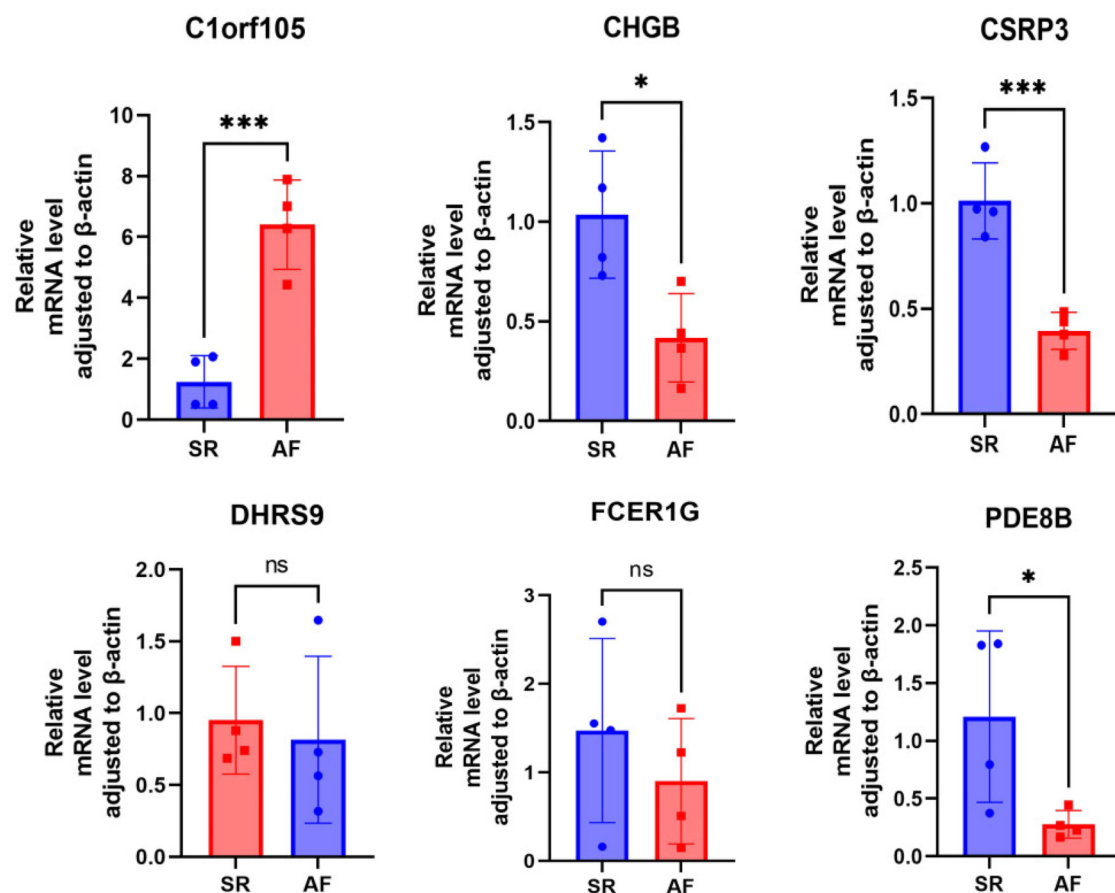 C1orf105
CHGB
CSRP3
***
*
***
Relative
mRNA level
adjusted to β-actin
10
8
6
4
2
0
SR AF
Relative
mRNA level
adjusted to β-actin
1.5
1.0
0.5
0.0
SR AF
Relative
mRNA level
adjusted to β-actin
1.5
1.0
0.5
0.0
SR AF
DHRS9
FCER1G
PDE8B
ns
ns
*
Relative
mRNA level
adjusted to β-actin
2.0
1.5
1.0
0.5
0.0
SR AF
Relative
mRNA level
adjusted to β-actin
3
2
1
0
SR AF
Relative
mRNA level
adjusted to β-actin
2.5
2.0
1.5
1.0
0.5
0.0
SR AF